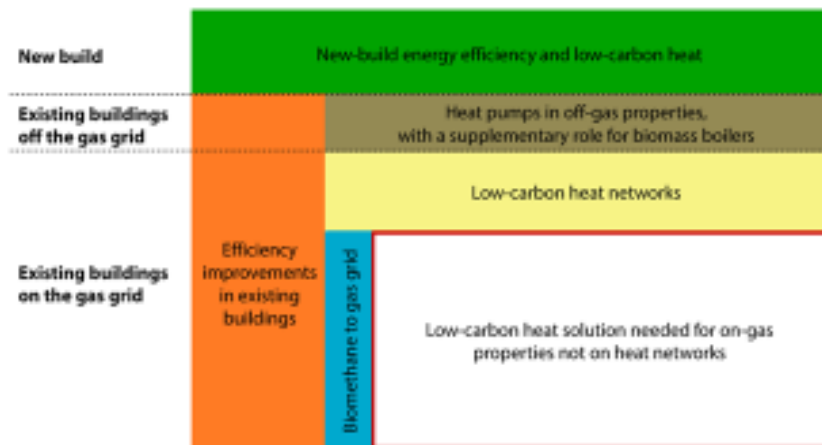 New build
New-build energy efficiency and low-carbon heat
Existing buildings
off the gas grid
Heat pumps in off-gas properties,
with a supplementary role for biomass boilers
Low-carbon heat networks
Existing buildings
on the gas grid
Efficiency
improvements
in existing
buildings
Biomethane to gas grid
Low-carbon heat solution needed for on-gas
properties not on heat networks